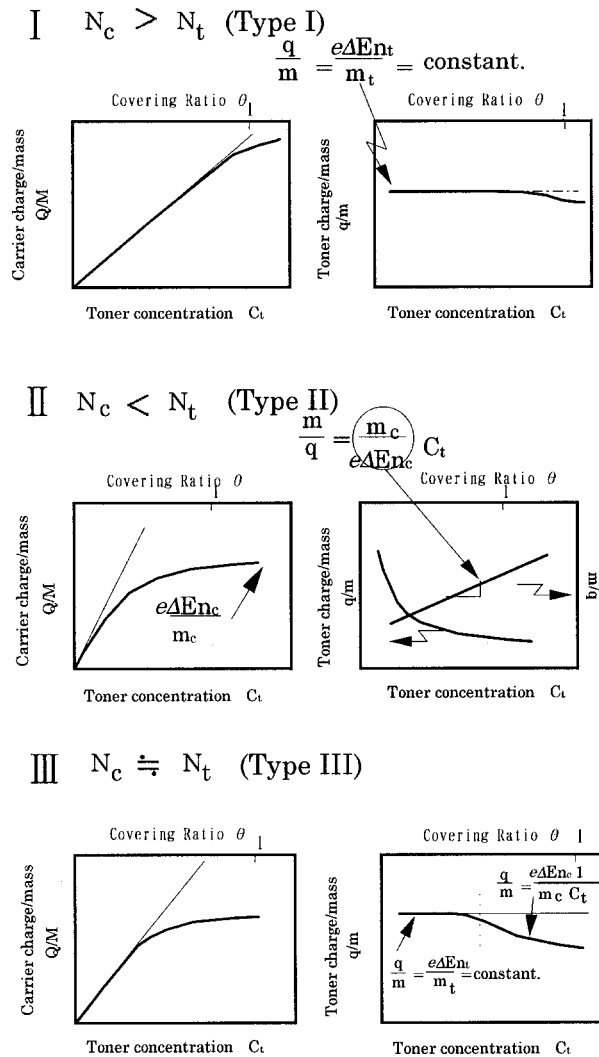 I N_c > N_t (Type I)
q/m = eΔEn_t/m_t = constant.
Covering Ratio θ
1
Carrier charge/mass
Q/M
Toner concentration C_t
Covering Ratio θ
1
Toner charge/mass
q/m
Toner concentration C_t
II N_c < N_t (Type II)
m/q = m_c/eΔEn_c C_t
Covering Ratio θ
1
Carrier charge/mass
Q/M
eΔEn_c/m_c
Toner concentration C_t
Covering Ratio θ
1
Toner charge/mass
q/m
m/q
Toner concentration C_t
III N_c ≒ N_t (Type III)
Covering Ratio θ
1
Carrier charge/mass
Q/M
Toner concentration C_t
Covering Ratio θ
1
Toner charge/mass
q/m
q/m = eΔEn_c/m_c 1/C_t
q/m = eΔEn_t/m_t = constant.
Toner concentration C_t